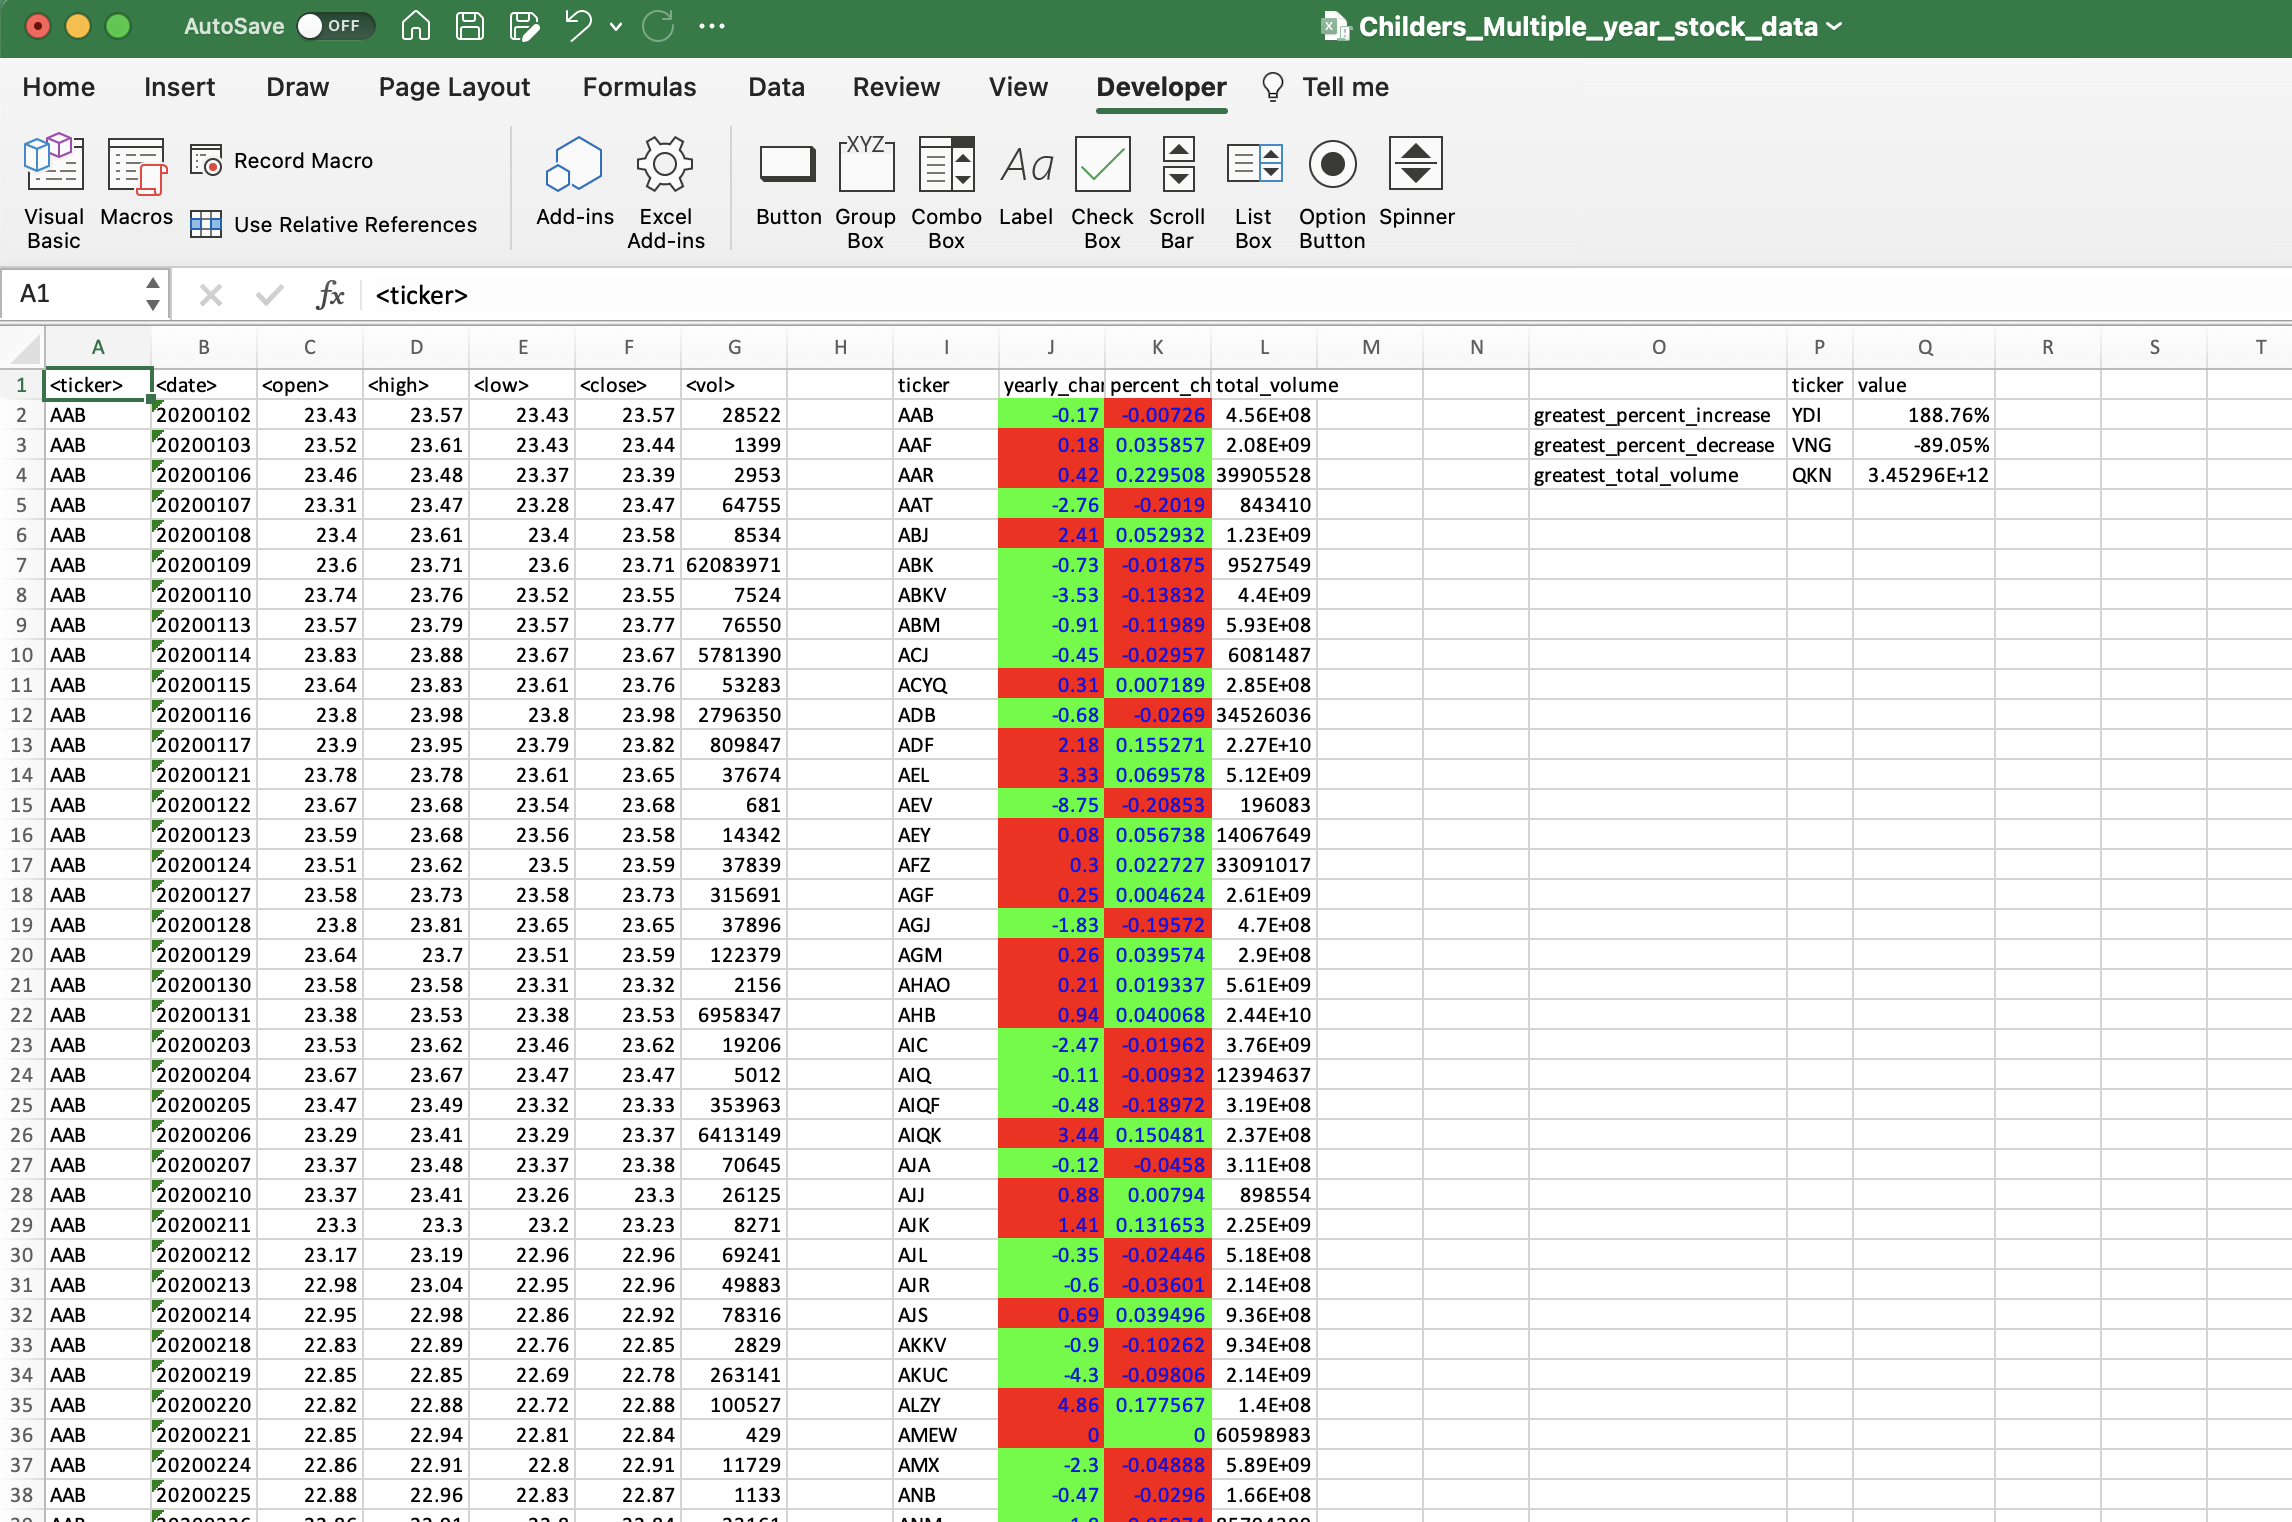 AutoSave OFF Childers_Multiple_year_stock_data
Home Insert Draw Page Layout Formulas Data Review View Developer Tell me
Visual Basic Macros Record Macro Use Relative References Add-ins Excel Add-ins Button Group Box Combo Box Label Check Box Scroll Bar List Box Option Button Spinner
XYZ Aa
A1 fx <ticker>
A B C D E F G H I J K L M N O P Q R S T
1 <ticker> <date> <open> <high> <low> <close> <vol> ticker yearly_char percent_ch total_volume ticker value
2 AAB 20200102 23.43 23.57 23.43 23.57 28522 AAB -0.17 -0.00726 4.56E+08 greatest_percent_increase YDI 188.76%
3 AAB 20200103 23.52 23.61 23.43 23.44 1399 AAF 0.18 0.035857 2.08E+09 greatest_percent_decrease VNG -89.05%
4 AAB 20200106 23.46 23.48 23.37 23.39 2953 AAR 0.42 0.229508 39905528 greatest_total_volume QKN 3.45296E+12
5 AAB 20200107 23.31 23.47 23.28 23.47 64755 AAT -2.76 -0.2019 843410
6 AAB 20200108 23.4 23.61 23.4 23.58 8534 ABJ 2.41 0.052932 1.23E+09
7 AAB 20200109 23.6 23.71 23.6 23.71 62083971 ABK -0.73 -0.01875 9527549
8 AAB 20200110 23.74 23.76 23.52 23.55 7524 ABKV -3.53 -0.13832 4.4E+09
9 AAB 20200113 23.57 23.79 23.57 23.77 76550 ABM -0.91 -0.11989 5.93E+08
10 AAB 20200114 23.83 23.88 23.67 23.67 5781390 ACJ -0.45 -0.02957 6081487
11 AAB 20200115 23.64 23.83 23.61 23.76 53283 ACYQ 0.31 0.007189 2.85E+08
12 AAB 20200116 23.8 23.98 23.8 23.98 2796350 ADB -0.68 -0.0269 34526036
13 AAB 20200117 23.9 23.95 23.79 23.82 809847 ADF 2.18 0.155271 2.27E+10
14 AAB 20200121 23.78 23.78 23.61 23.65 37674 AEL 3.33 0.069578 5.12E+09
15 AAB 20200122 23.67 23.68 23.54 23.68 681 AEV -8.75 -0.20853 196083
16 AAB 20200123 23.59 23.68 23.56 23.58 14342 AEY 0.08 0.056738 14067649
17 AAB 20200124 23.51 23.62 23.5 23.59 37839 AFZ 0.3 0.022727 33091017
18 AAB 20200127 23.58 23.73 23.58 23.73 315691 AGF 0.25 0.004624 2.61E+09
19 AAB 20200128 23.8 23.81 23.65 23.65 37896 AGJ -1.83 -0.19572 4.7E+08
20 AAB 20200129 23.64 23.7 23.51 23.59 122379 AGM 0.26 0.039574 2.9E+08
21 AAB 20200130 23.58 23.58 23.31 23.32 2156 AHAO 0.21 0.019337 5.61E+09
22 AAB 20200131 23.38 23.53 23.38 23.53 6958347 AHB 0.94 0.040068 2.44E+10
23 AAB 20200203 23.53 23.62 23.46 23.62 19206 AIC -2.47 -0.01962 3.76E+09
24 AAB 20200204 23.67 23.67 23.47 23.47 5012 AIQ -0.11 -0.00932 12394637
25 AAB 20200205 23.47 23.49 23.32 23.33 353963 AIQF -0.48 -0.18972 3.19E+08
26 AAB 20200206 23.29 23.41 23.29 23.37 6413149 AIQK 3.44 0.150481 2.37E+08
27 AAB 20200207 23.37 23.48 23.37 23.38 70645 AJA -0.12 -0.0458 3.11E+08
28 AAB 20200210 23.37 23.41 23.26 23.3 26125 AJJ 0.88 0.00794 898554
29 AAB 20200211 23.3 23.3 23.2 23.23 8271 AJK 1.41 0.131653 2.25E+09
30 AAB 20200212 23.17 23.19 22.96 22.96 69241 AJL -0.35 -0.02446 5.18E+08
31 AAB 20200213 22.98 23.04 22.95 22.96 49883 AJR -0.6 -0.03601 2.14E+08
32 AAB 20200214 22.95 22.98 22.86 22.92 78316 AJS 0.69 0.039496 9.36E+08
33 AAB 20200218 22.83 22.89 22.76 22.85 2829 AKKV -0.9 -0.10262 9.34E+08
34 AAB 20200219 22.85 22.85 22.69 22.78 263141 AKUC -4.3 -0.09806 2.14E+09
35 AAB 20200220 22.82 22.88 22.72 22.88 100527 ALZY 4.86 0.177567 1.4E+08
36 AAB 20200221 22.85 22.94 22.81 22.84 429 AMEW 0 0 60598983
37 AAB 20200224 22.86 22.91 22.8 22.91 11729 AMX -2.3 -0.04888 5.89E+09
38 AAB 20200225 22.88 22.96 22.83 22.87 1133 ANB -0.47 -0.0296 1.66E+08